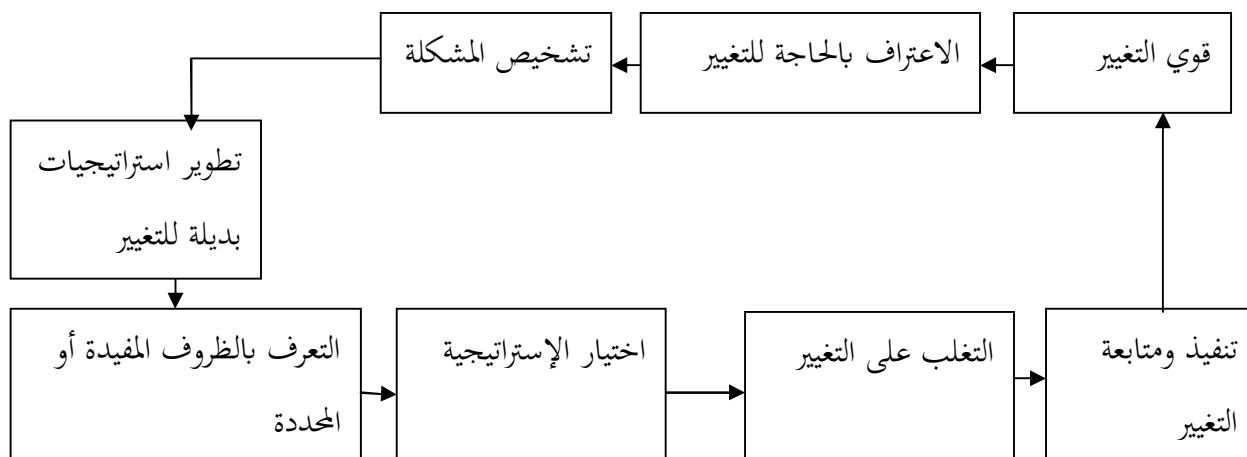 قوي التغيير
الاعتراف بالحاجة للتغيير
تشخيص المشكلة
تطوير استراتيجيات
بديلة للتغيير
التعرف بالظروف المفيدة أو
المحددة
اختيار الإستراتيجية
التغلب على التغيير
تنفيذ ومتابعة
التغيير